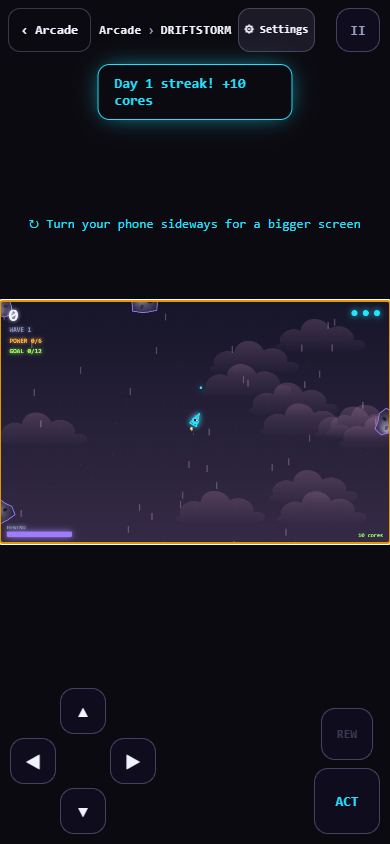 ‹ Arcade
Arcade › DRIFTSTORM
⚙ Settings
II
Day 1 streak! +10
cores
↻ Turn your phone sideways for a bigger screen
0
WAVE 1
POWER 0/6
GOAL 0/12
REWIND
10 cores
▲
◀ ▶
▼
REW
ACT